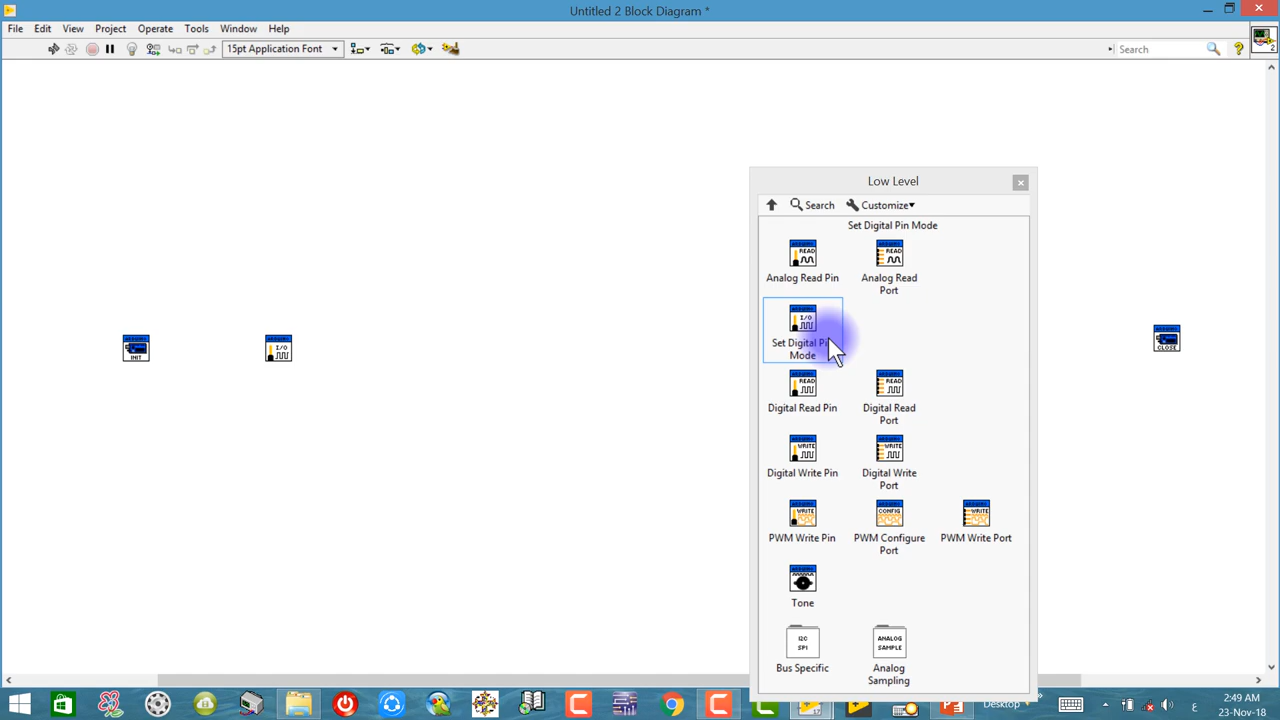 Untitled 2 Block Diagram *
File Edit View Project Operate Tools Window Help
15pt Application Font
Search
2
Low Level
Search Customize
Set Digital Pin Mode
READ READ
Analog Read Pin Analog Read
Port
I/O
Set Digital Pin
Mode
READ READ
Digital Read Pin Digital Read
Port
WRITE WRITE
Digital Write Pin Digital Write
Port
WRITE CONFIG WRITE
PWM Write Pin PWM Configure PWM Write Port
Port
Tone
I2C ANALOG
SPI SAMPLE
Bus Specific Analog
Sampling
INIT
I/O
CLOSE
Desktop
ع
2:49 AM
23-Nov-18